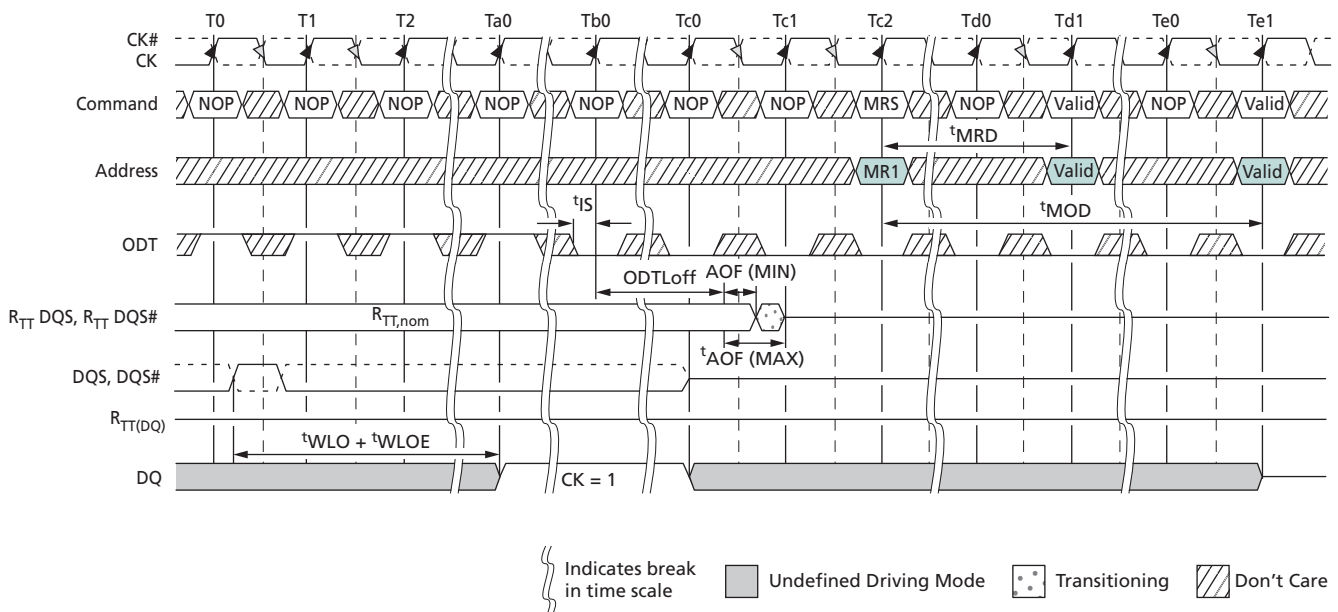 T0 T1 T2 Ta0 Tb0 Tc0 Tc1 Tc2 Td0 Td1 Te0 Te1
CK#
CK
Command NOP NOP NOP NOP NOP NOP NOP MRS NOP Valid NOP Valid
tMRD
Address MR1 Valid Valid
tIS
tMOD
ODT
ODTLoff AOF (MIN)
RTT DQS, RTT DQS# RTT,nom
tAOF (MAX)
DQS, DQS#
RTT(DQ)
tWLO + tWLOE
DQ CK = 1
Indicates break
in time scale
Undefined Driving Mode Transitioning Don't Care